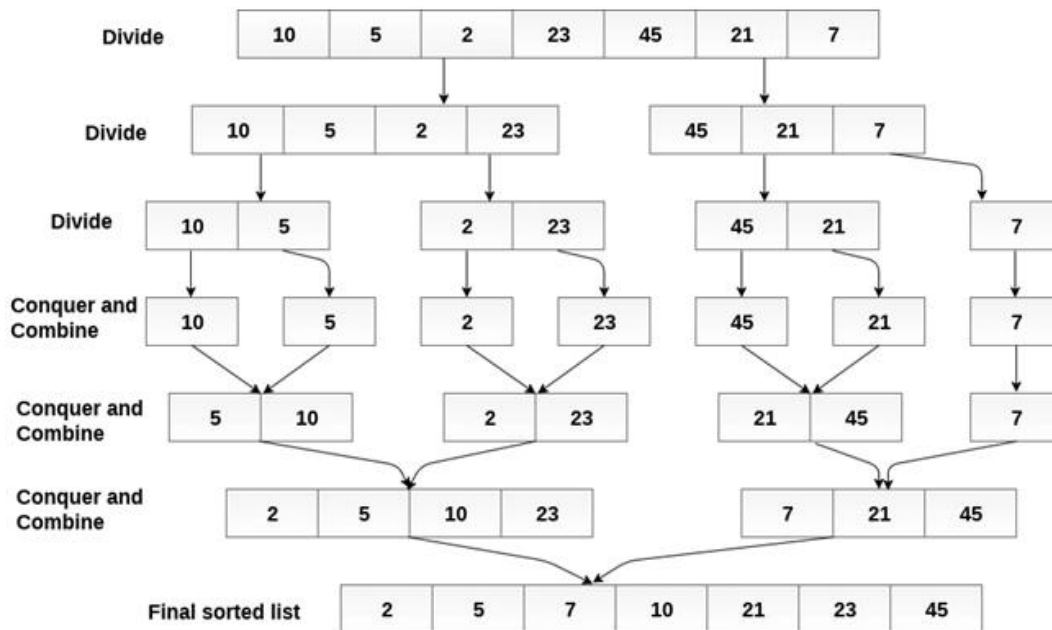 Divide 10 5 2 23 45 21 7
Divide 10 5 2 23 45 21 7
Divide 10 5 2 23 45 21 7
Conquer and
Combine 10 5 2 23 45 21 7
Conquer and
Combine 5 10 2 23 21 45 7
Conquer and
Combine 2 5 10 23 7 21 45
Final sorted list 2 5 7 10 21 23 45